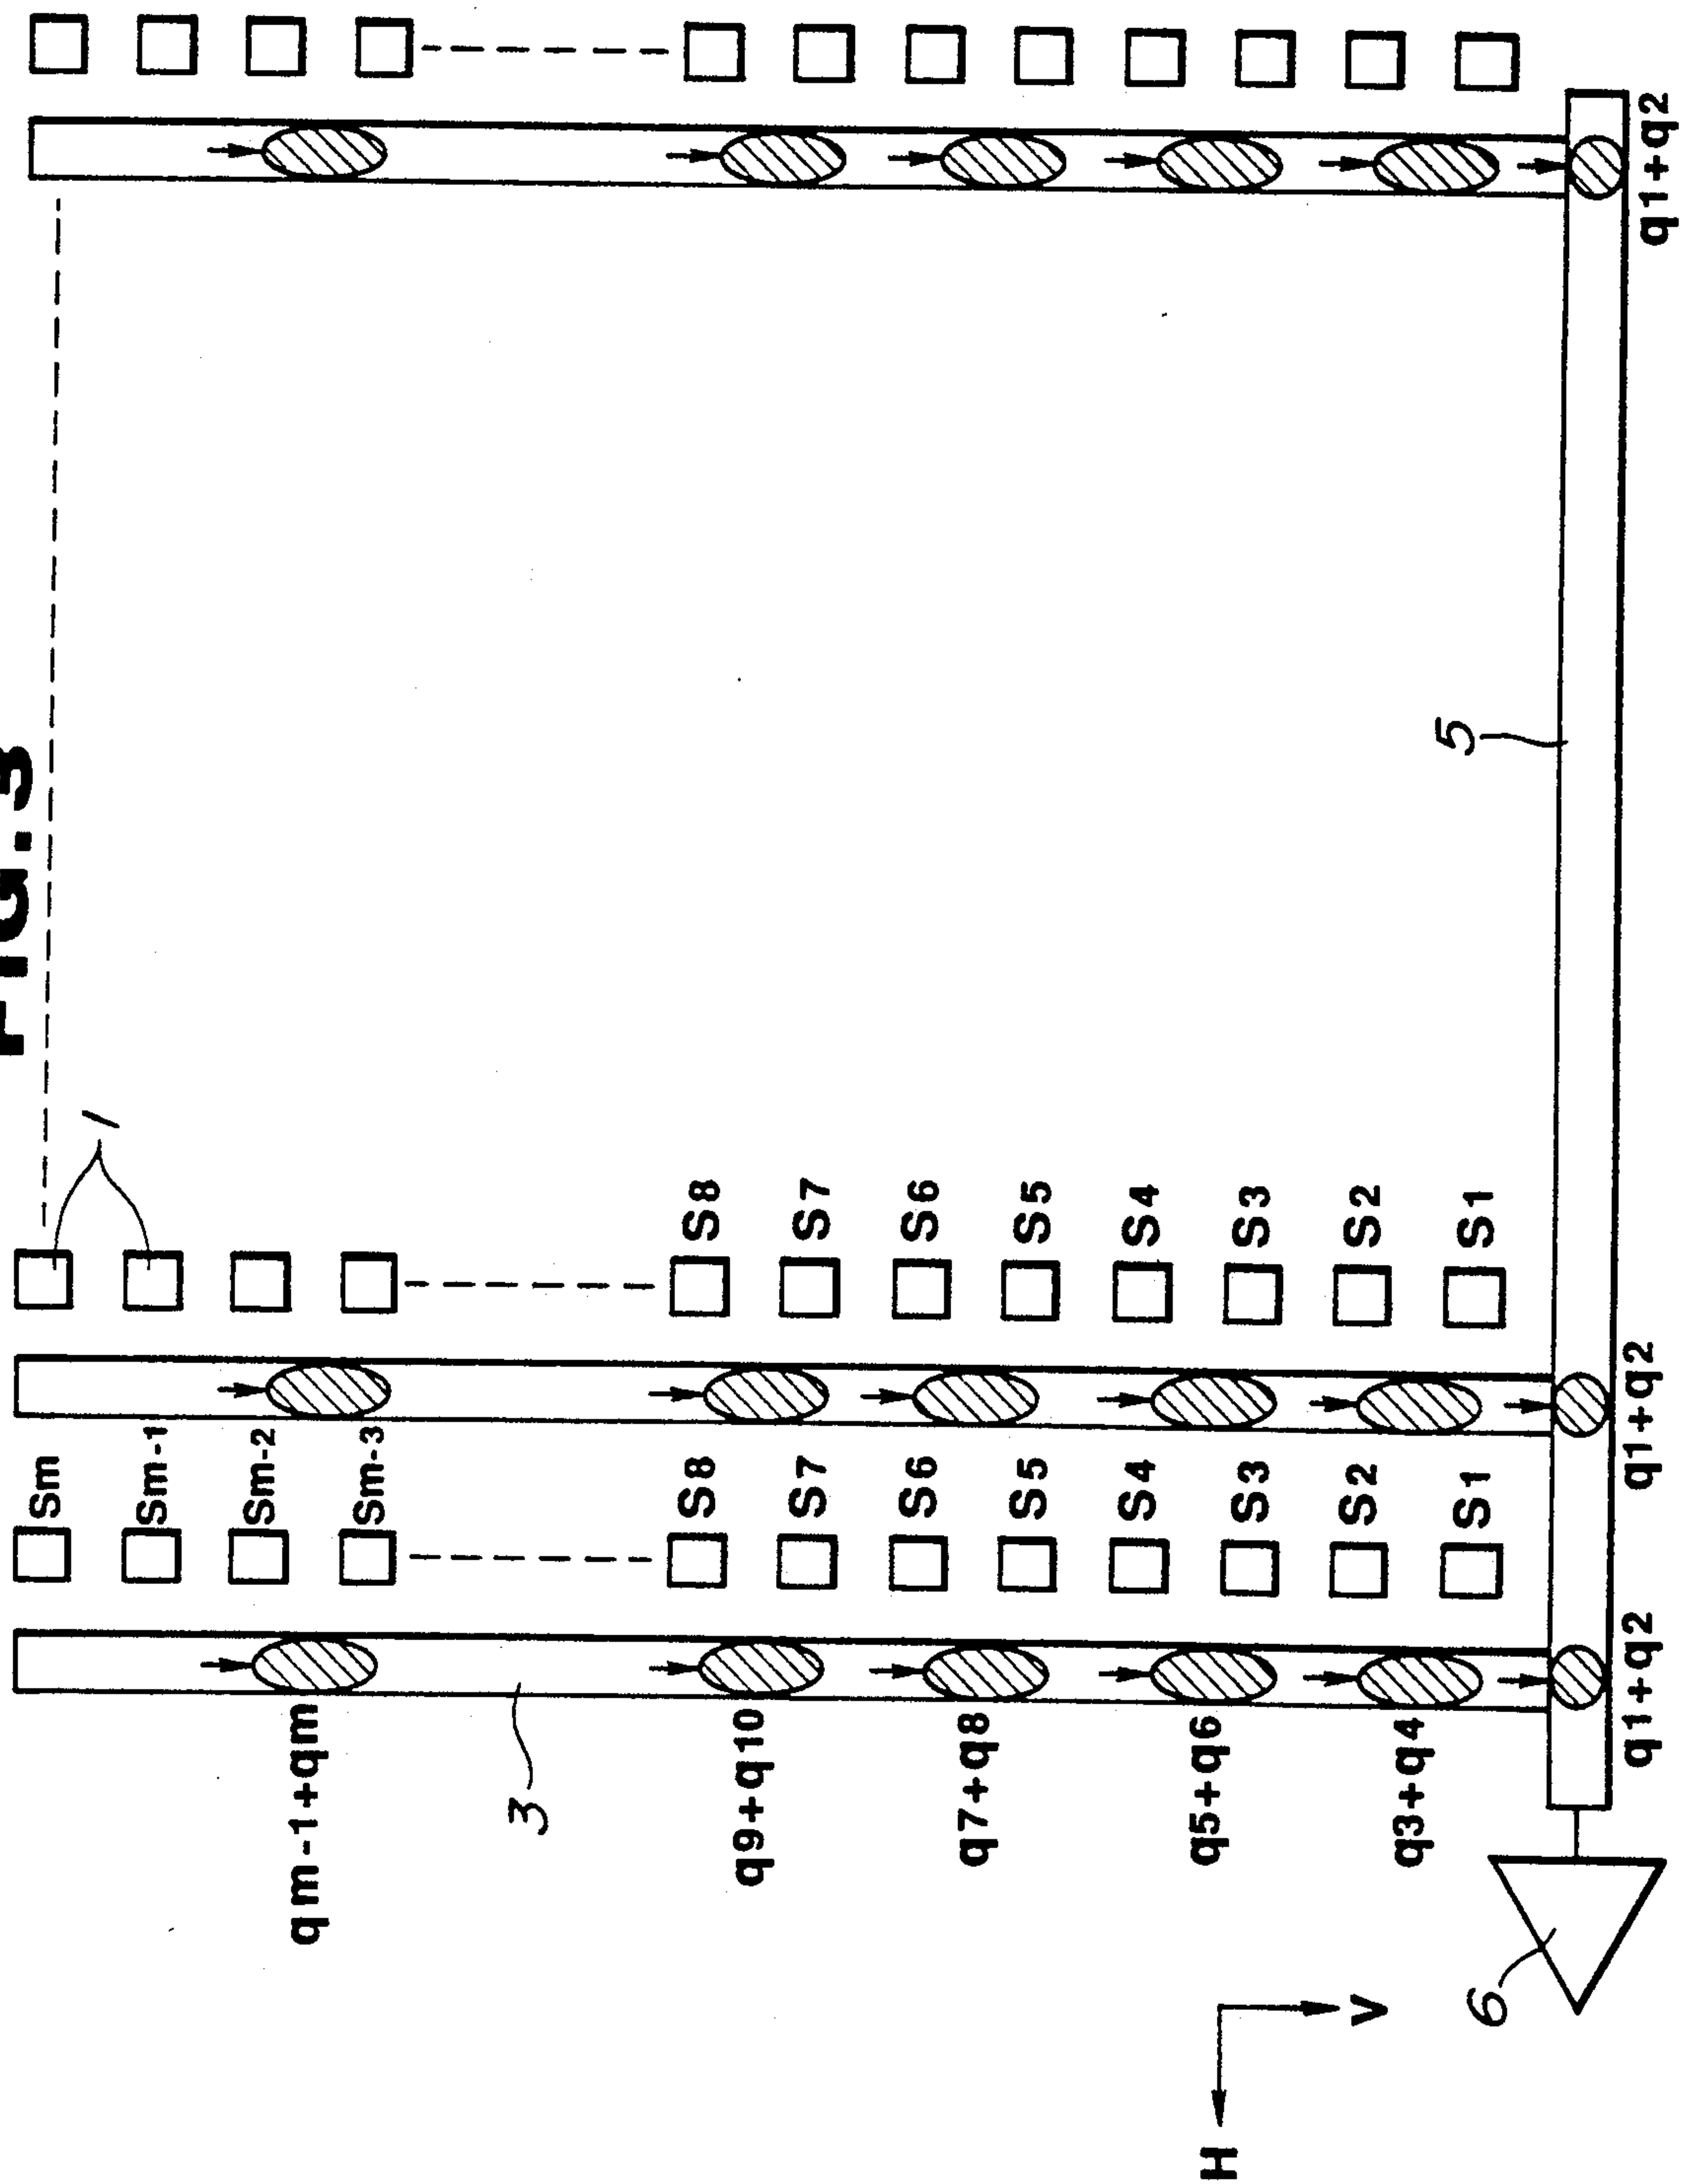 FIG.3
Sm
1
Sm-1
Sm-2
Sm-3
qm-1+qm
3
S8 S8
q9+q10
S7 S7
S6 S6
q7+q8
S5 S5
S4 S4
q5+q6
H
S3 S3
S2 S2
V
q3+q4
5
S1 S1
6
q1+q2 q1+q2 q1+q2